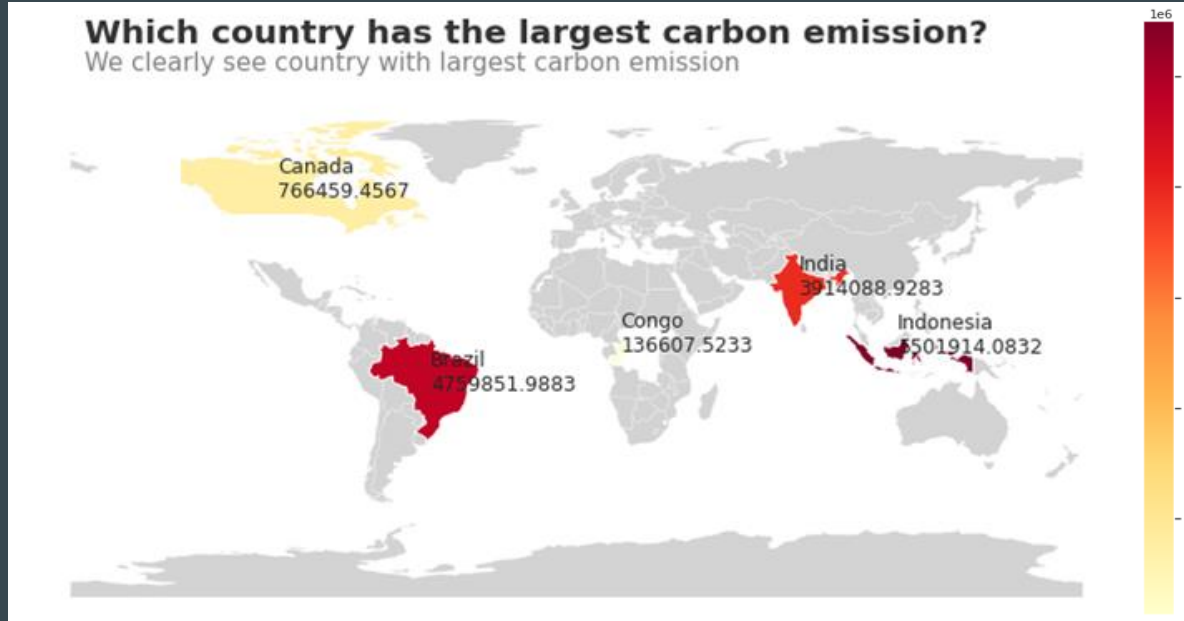 Which country has the largest carbon emission?
We clearly see country with largest carbon emission
1e6
Canada
766459.4567
India
3914088.9283
Congo
136607.5233
Indonesia
5501914.0832
Brazil
4759851.9883